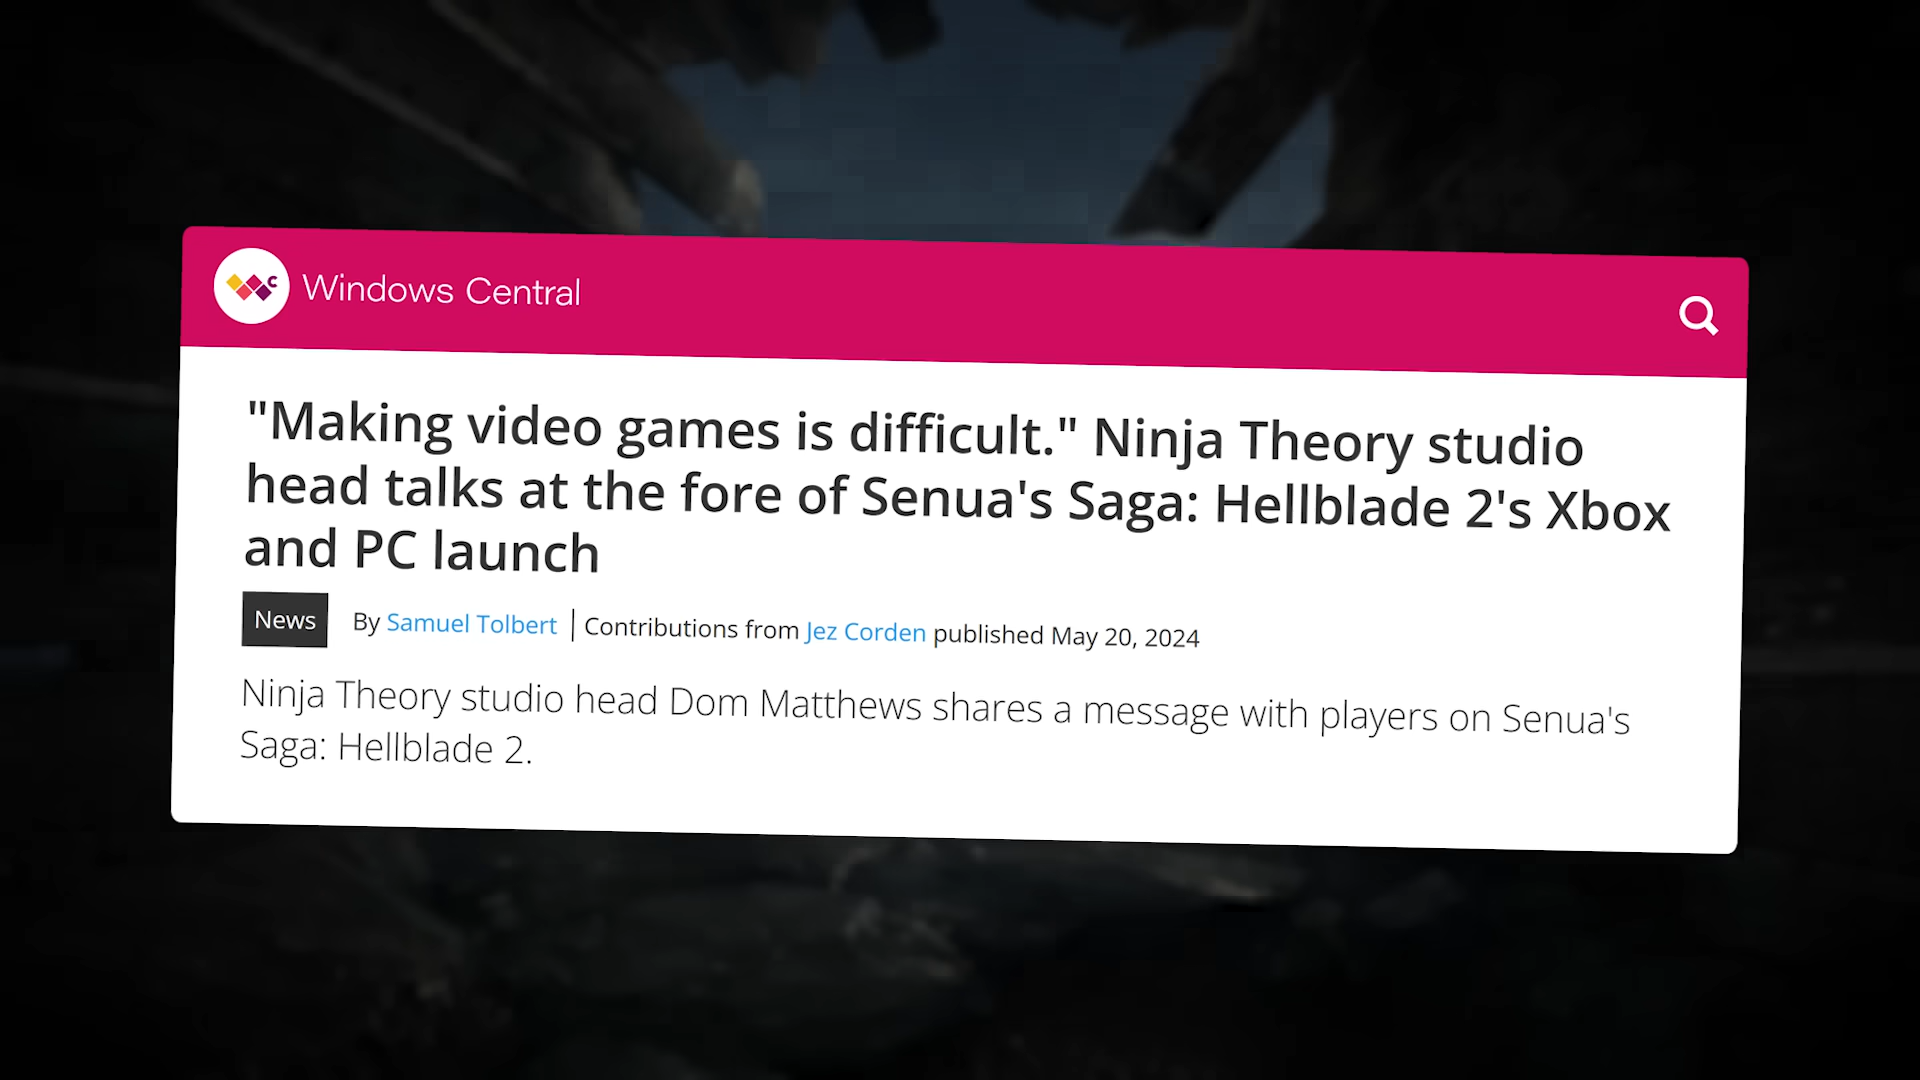 Windows Central
"Making video games is difficult." Ninja Theory studio
head talks at the fore of Senua's Saga: Hellblade 2's Xbox
and PC launch
News By Samuel Tolbert | Contributions from Jez Corden published May 20, 2024
Ninja Theory studio head Dom Matthews shares a message with players on Senua's
Saga: Hellblade 2.